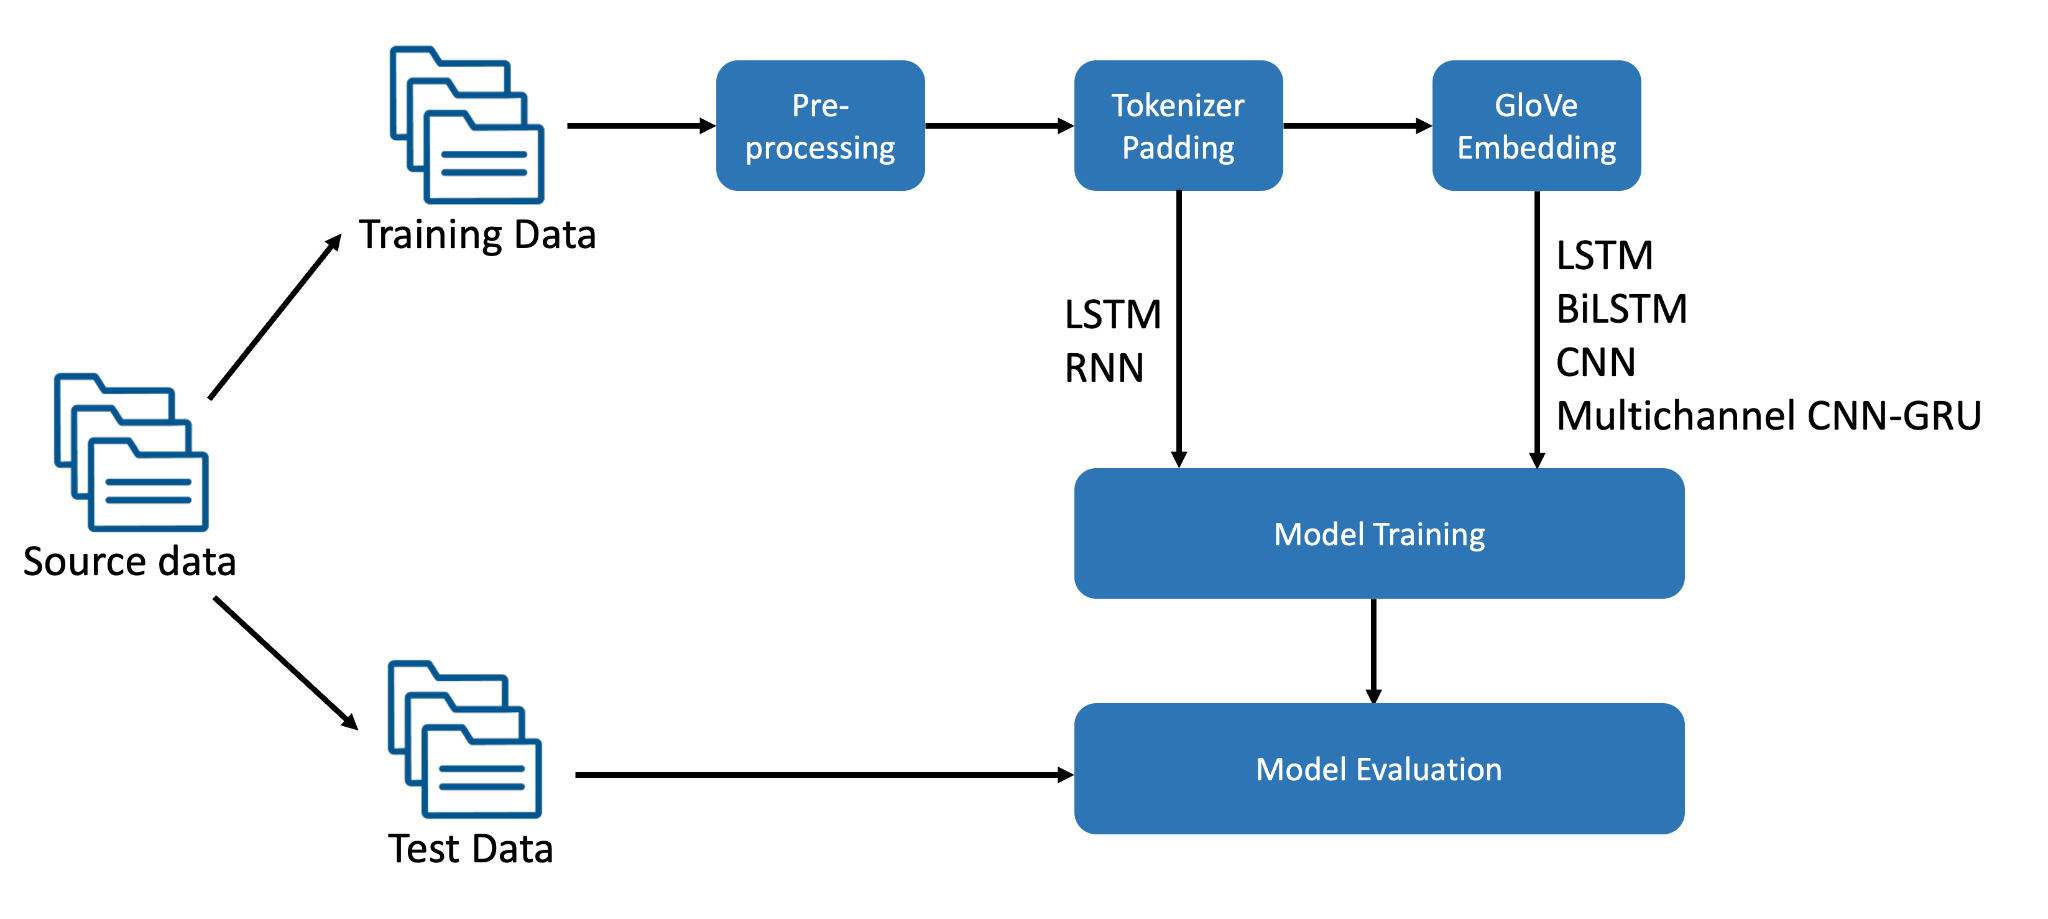 Training Data
Pre-
processing
Tokenizer
Padding
GloVe
Embedding
LSTM
RNN
LSTM
BiLSTM
CNN
Multichannel CNN-GRU
Source data
Model Training
Test Data
Model Evaluation